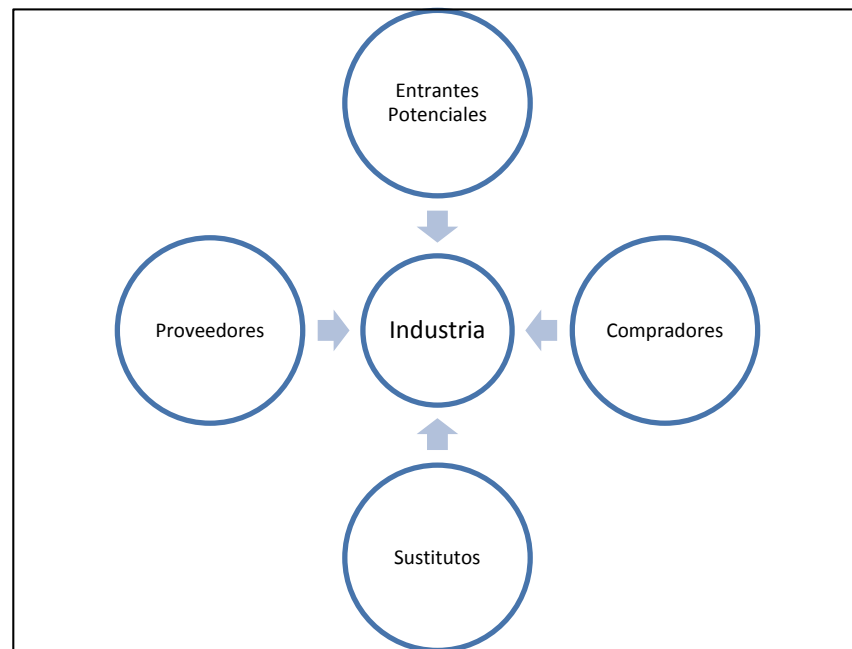 Entrantes
Potenciales
Proveedores
Industria
Compradores
Sustitutos